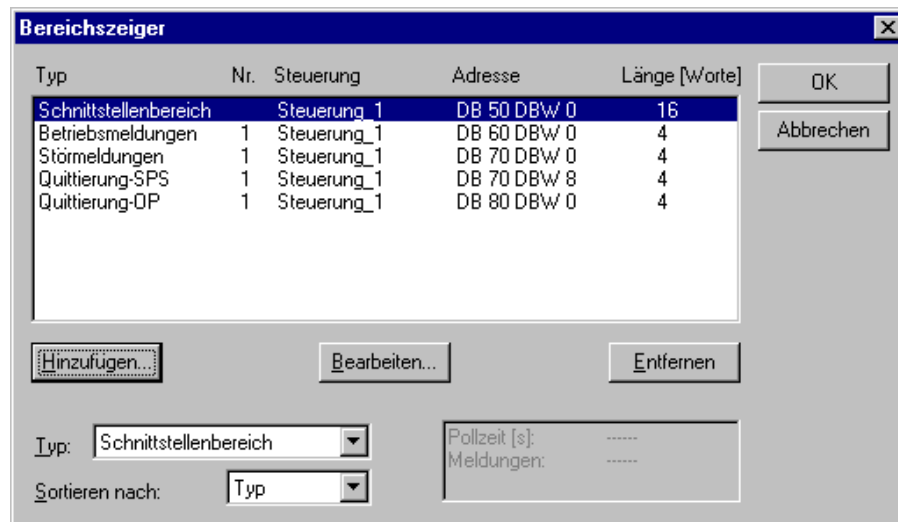 Bereichszeiger
Typ Nr. Steuerung Adresse Länge [Worte]
Schnittstellenbereich Steuerung_1 DB 50 DBW 0 16
Betriebsmeldungen 1 Steuerung_1 DB 60 DBW 0 4
Störmeldungen 1 Steuerung_1 DB 70 DBW 0 4
Quittierung-SPS 1 Steuerung_1 DB 70 DBW 8 4
Quittierung-OP 1 Steuerung_1 DB 80 DBW 0 4
OK
Abbrechen
Hinzufügen... Bearbeiten... Entfernen
Typ: Schnittstellenbereich
Sortieren nach: Typ
Pollzeit [s]: ------
Meldungen: ------